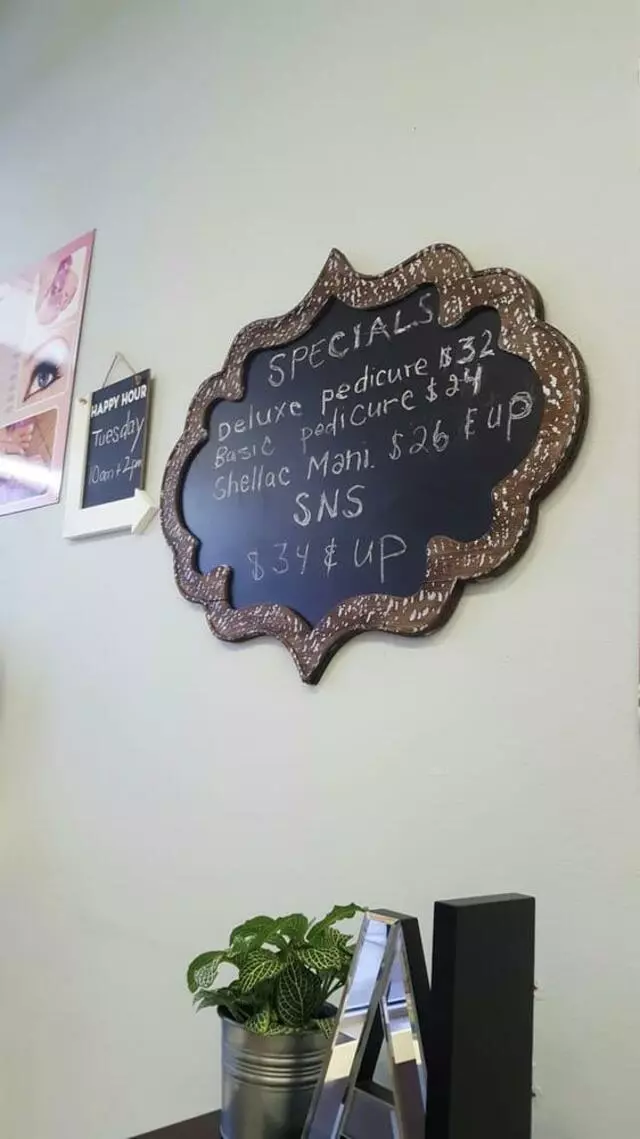 HAPPY HOUR
Tuesday
10am + 2pm
SPECIALS
Deluxe pedicure $32
Basic pedicure $24
Shellac Mani. $26 & up
SNS
$34 & up
A